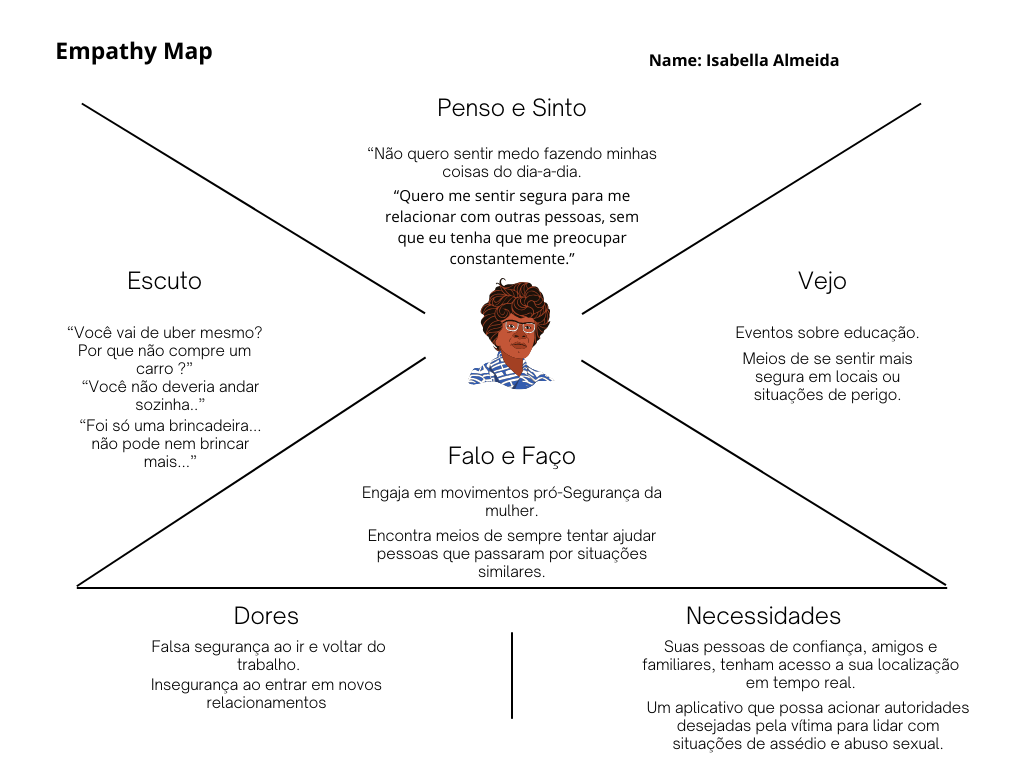 Empathy Map
Name: Isabella Almeida
Penso e Sinto
“Não quero sentir medo fazendo minhas
coisas do dia-a-dia.
“Quero me sentir segura para me
relacionar com outras pessoas, sem
que eu tenha que me preocupar
constantemente.”
Escuto
“Você vai de uber mesmo?
Por que não compre um
carro ?”
“Você não deveria andar
sozinha..”
“Foi só uma brincadeira...
não pode nem brincar
mais...”
Vejo
Eventos sobre educação.
Meios de se sentir mais
segura em locais ou
situações de perigo.
Falo e Faço
Engaja em movimentos pró-Segurança da
mulher.
Encontra meios de sempre tentar ajudar
pessoas que passaram por situações
similares.
Dores
Falsa segurança ao ir e voltar do
trabalho.
Insegurança ao entrar em novos
relacionamentos
Necessidades
Suas pessoas de confiança, amigos e
familiares, tenham acesso a sua localização
em tempo real.
Um aplicativo que possa acionar autoridades
desejadas pela vítima para lidar com
situações de assédio e abuso sexual.